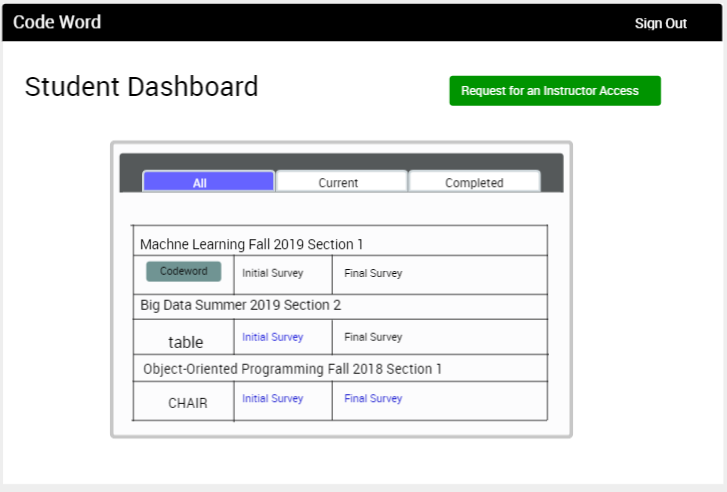 Code Word Sign Out
Student Dashboard Request for an Instructor Access
All Current Completed
Machne Learning Fall 2019 Section 1
Codeword Initial Survey Final Survey
Big Data Summer 2019 Section 2
table Initial Survey Final Survey
Object-Oriented Programming Fall 2018 Section 1
CHAIR Initial Survey Final Survey